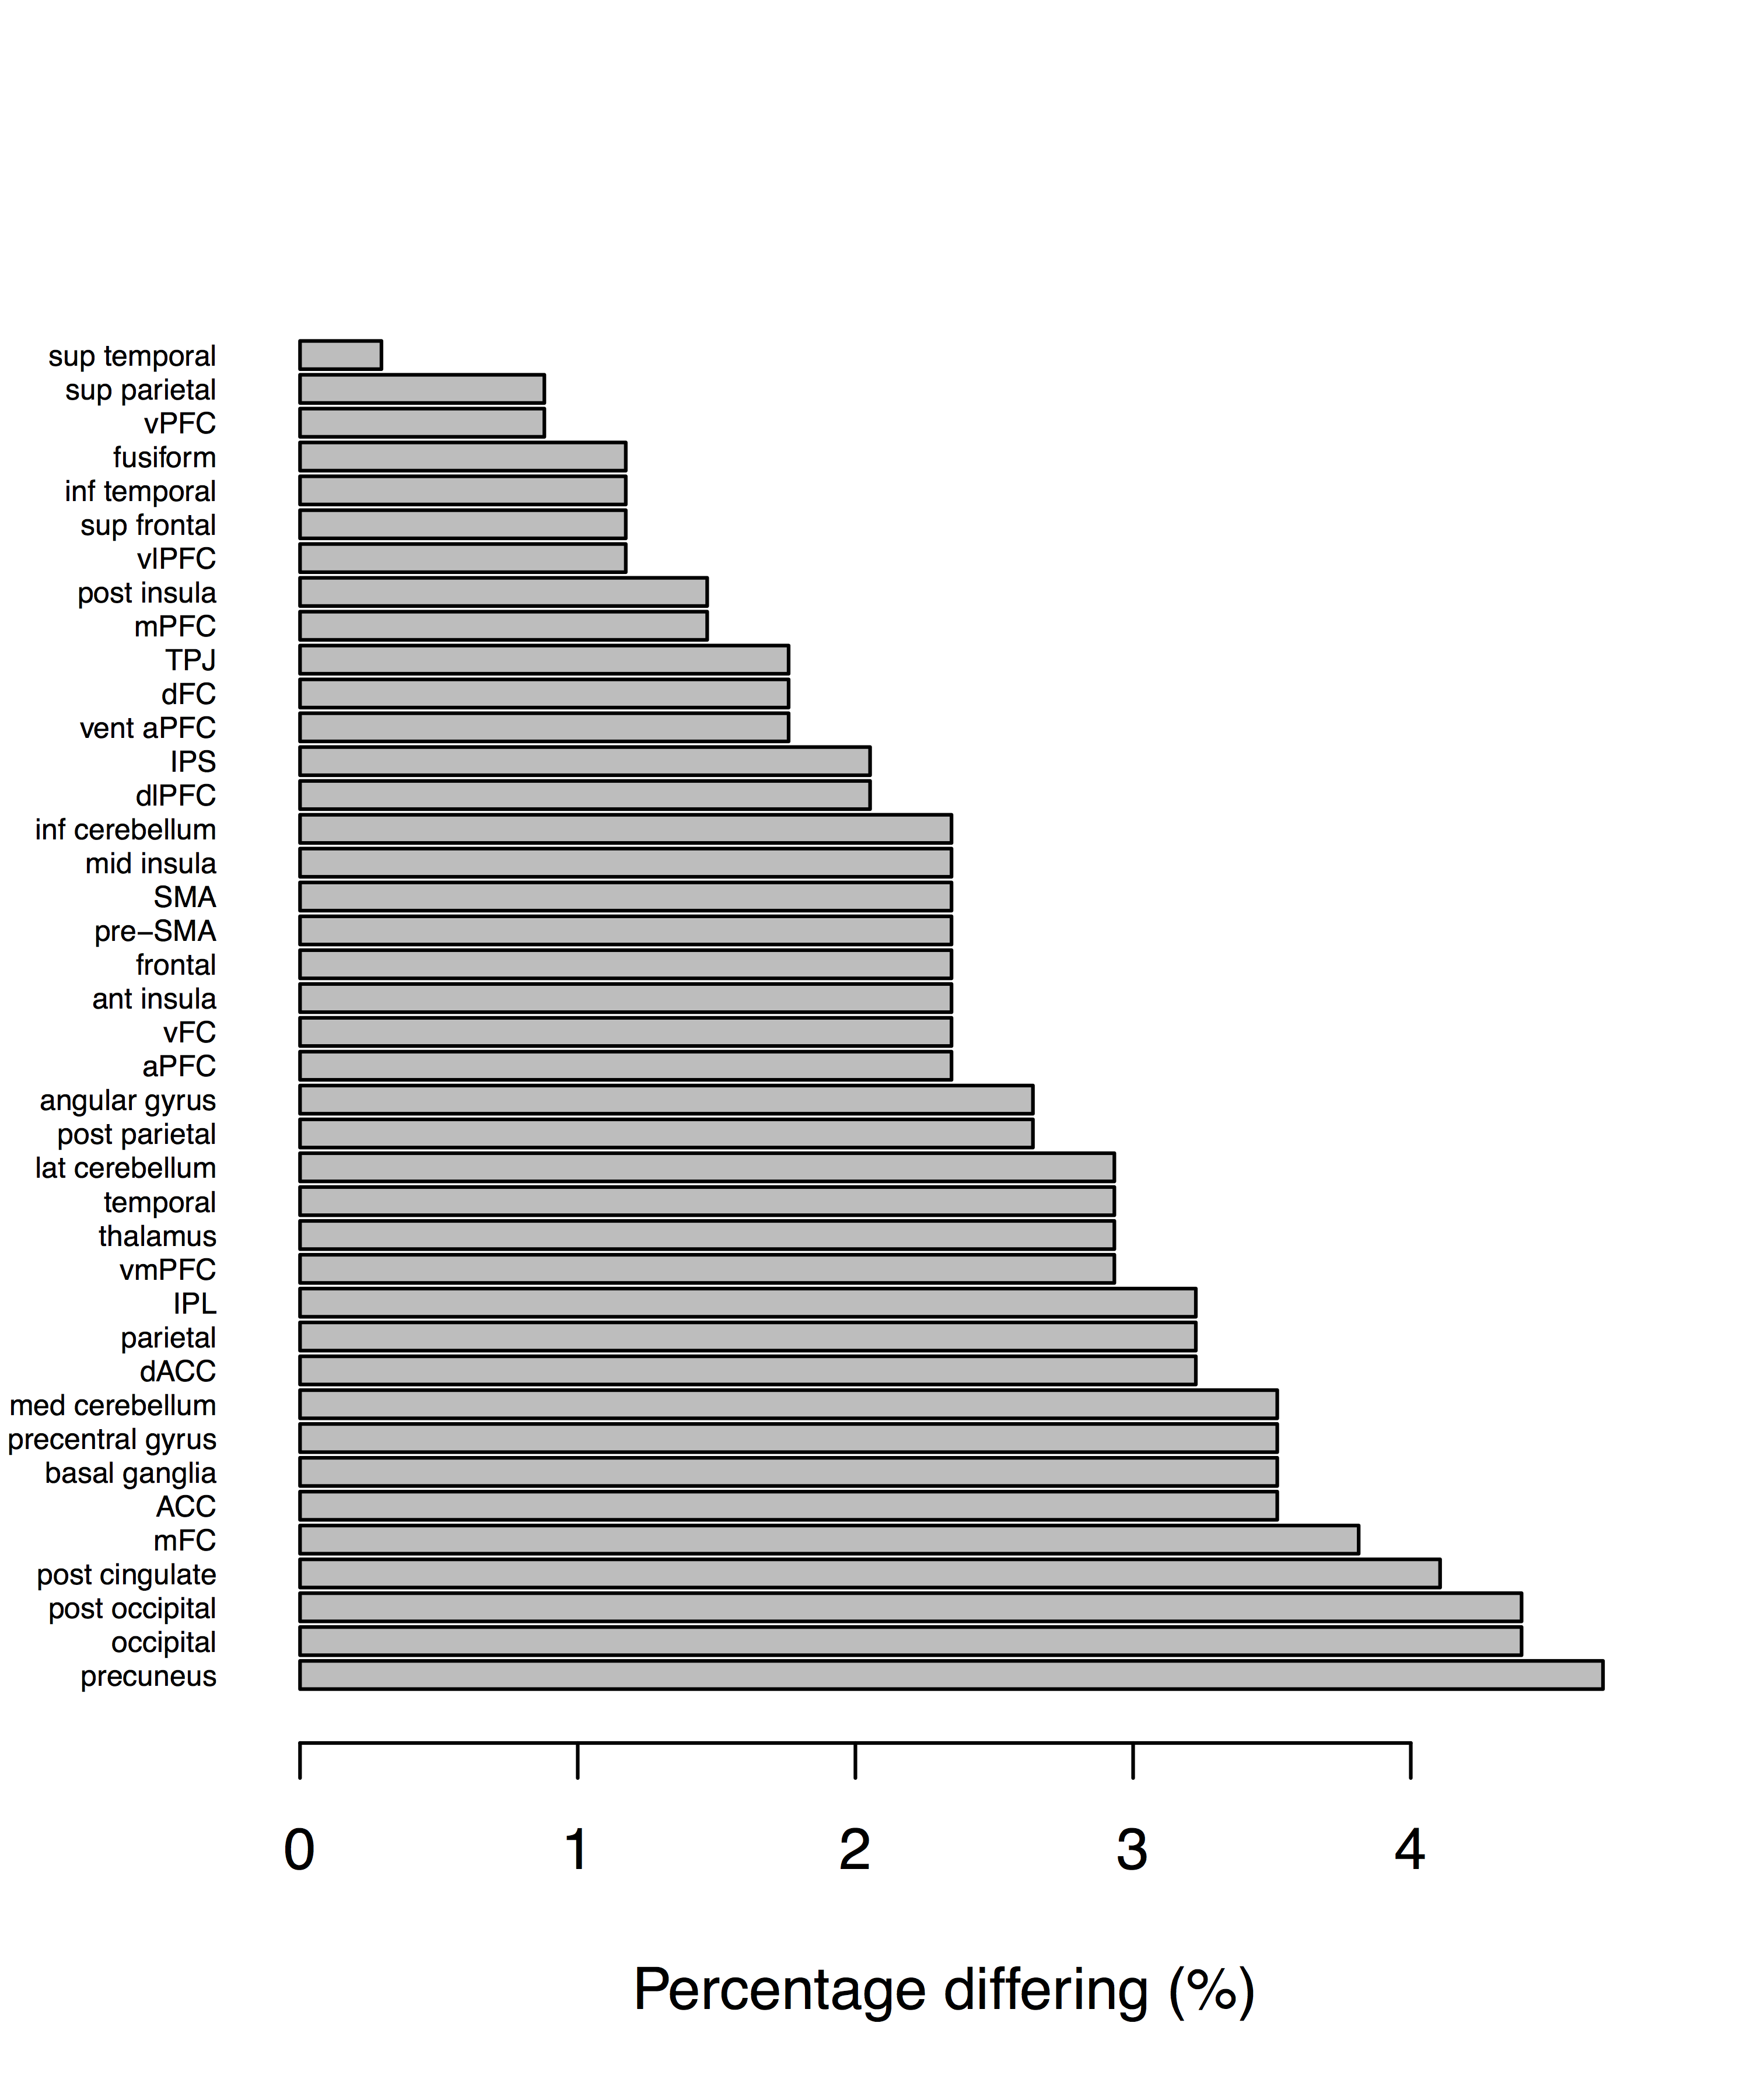 sup temporal
sup parietal
vPFC
fusiform
inf temporal
sup frontal
vlPFC
post insula
mPFC
TPJ
dFC
vent aPFC
IPS
dlPFC
inf cerebellum
mid insula
SMA
pre−SMA
frontal
ant insula
vFC
aPFC
angular gyrus
post parietal
lat cerebellum
temporal
thalamus
vmPFC
IPL
parietal
dACC
med cerebellum
precentral gyrus
basal ganglia
ACC
mFC
post cingulate
post occipital
occipital
precuneus
0 1 2 3 4
Percentage differing (%)